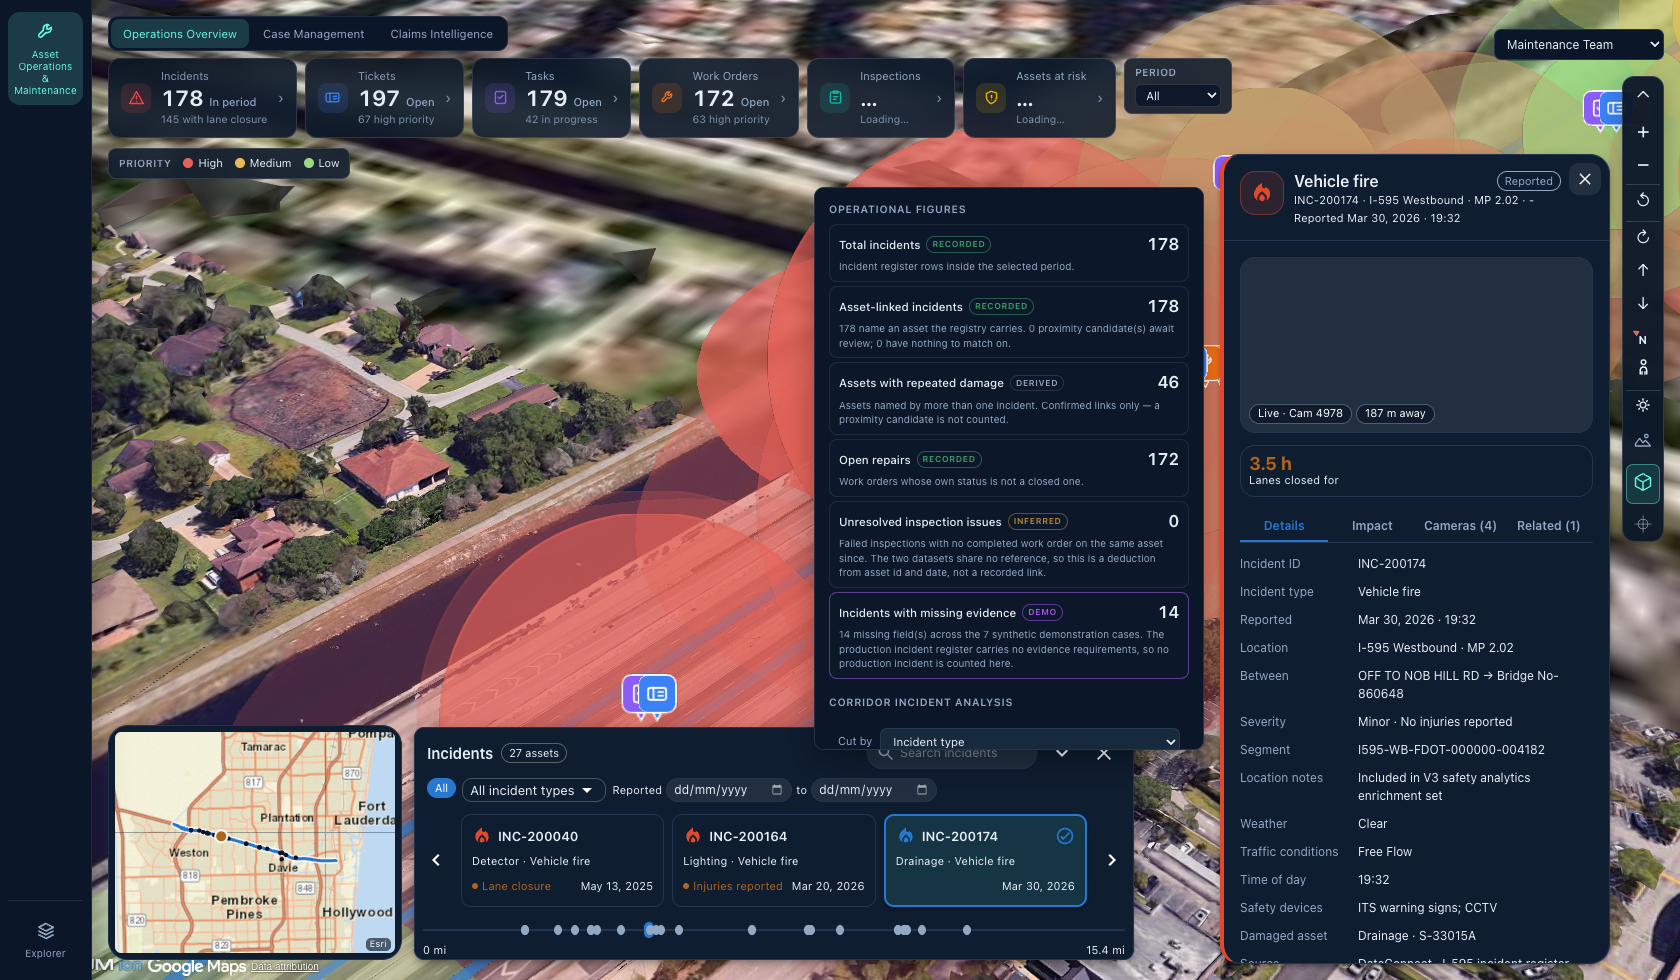 Asset
Operations
&
Maintenance
Operations Overview
Case Management
Claims Intelligence
Maintenance Team
Incidents
178 In period
145 with lane closure
Tickets
197 Open
67 high priority
Tasks
179 Open
42 in progress
Work Orders
172 Open
63 high priority
Inspections
...
Loading...
Assets at risk
...
Loading...
PERIOD
All
PRIORITY High Medium Low
OPERATIONAL FIGURES
Total incidents RECORDED 178
Incident register rows inside the selected period.
Asset-linked incidents RECORDED 178
178 name an asset the registry carries. 0 proximity candidate(s) await
review; 0 have nothing to match on.
Assets with repeated damage DERIVED 46
Assets named by more than one incident. Confirmed links only — a
proximity candidate is not counted.
Open repairs RECORDED 172
Work orders whose own status is not a closed one.
Unresolved inspection issues INFERRED 0
Failed inspections with no completed work order on the same asset
since. The two datasets share no reference, so this is a deduction
from asset id and date, not a recorded link.
Incidents with missing evidence DEMO 14
14 missing field(s) across the 7 synthetic demonstration cases. The
production incident register carries no evidence requirements, so no
production incident is counted here.
CORRIDOR INCIDENT ANALYSIS
Cut by Incident type
Vehicle fire Reported
INC-200174 · I-595 Westbound · MP 2.02 · -
Reported Mar 30, 2026 · 19:32
Live · Cam 4978
187 m away
3.5 h
Lanes closed for
Details Impact Cameras (4) Related (1)
Incident ID INC-200174
Incident type Vehicle fire
Reported Mar 30, 2026 · 19:32
Location I-595 Westbound · MP 2.02
Between OFF TO NOB HILL RD → Bridge No-
860648
Severity Minor · No injuries reported
Segment I595-WB-FDOT-000000-004182
Location notes Included in V3 safety analytics
enrichment set
Weather Clear
Traffic conditions Free Flow
Time of day 19:32
Safety devices ITS warning signs; CCTV
Damaged asset Drainage · S-33015A
Source DataConnect · I-595 incident register
N
Incidents 27 assets
Search incidents
All
All incident types
Reported dd/mm/yyyy to dd/mm/yyyy
INC-200040
Detector · Vehicle fire
Lane closure May 13, 2025
INC-200164
Lighting · Vehicle fire
Injuries reported Mar 20, 2026
INC-200174
Drainage · Vehicle fire
Mar 30, 2026
0 mi 15.4 mi
Pompa
Tamarac
870
817
Fort
Lauderda
Plantation
Weston
Davie
818
848
Pembroke
Pines
Hollywood
820
823
Esri
Explorer
UM ion Google Maps Data attribution